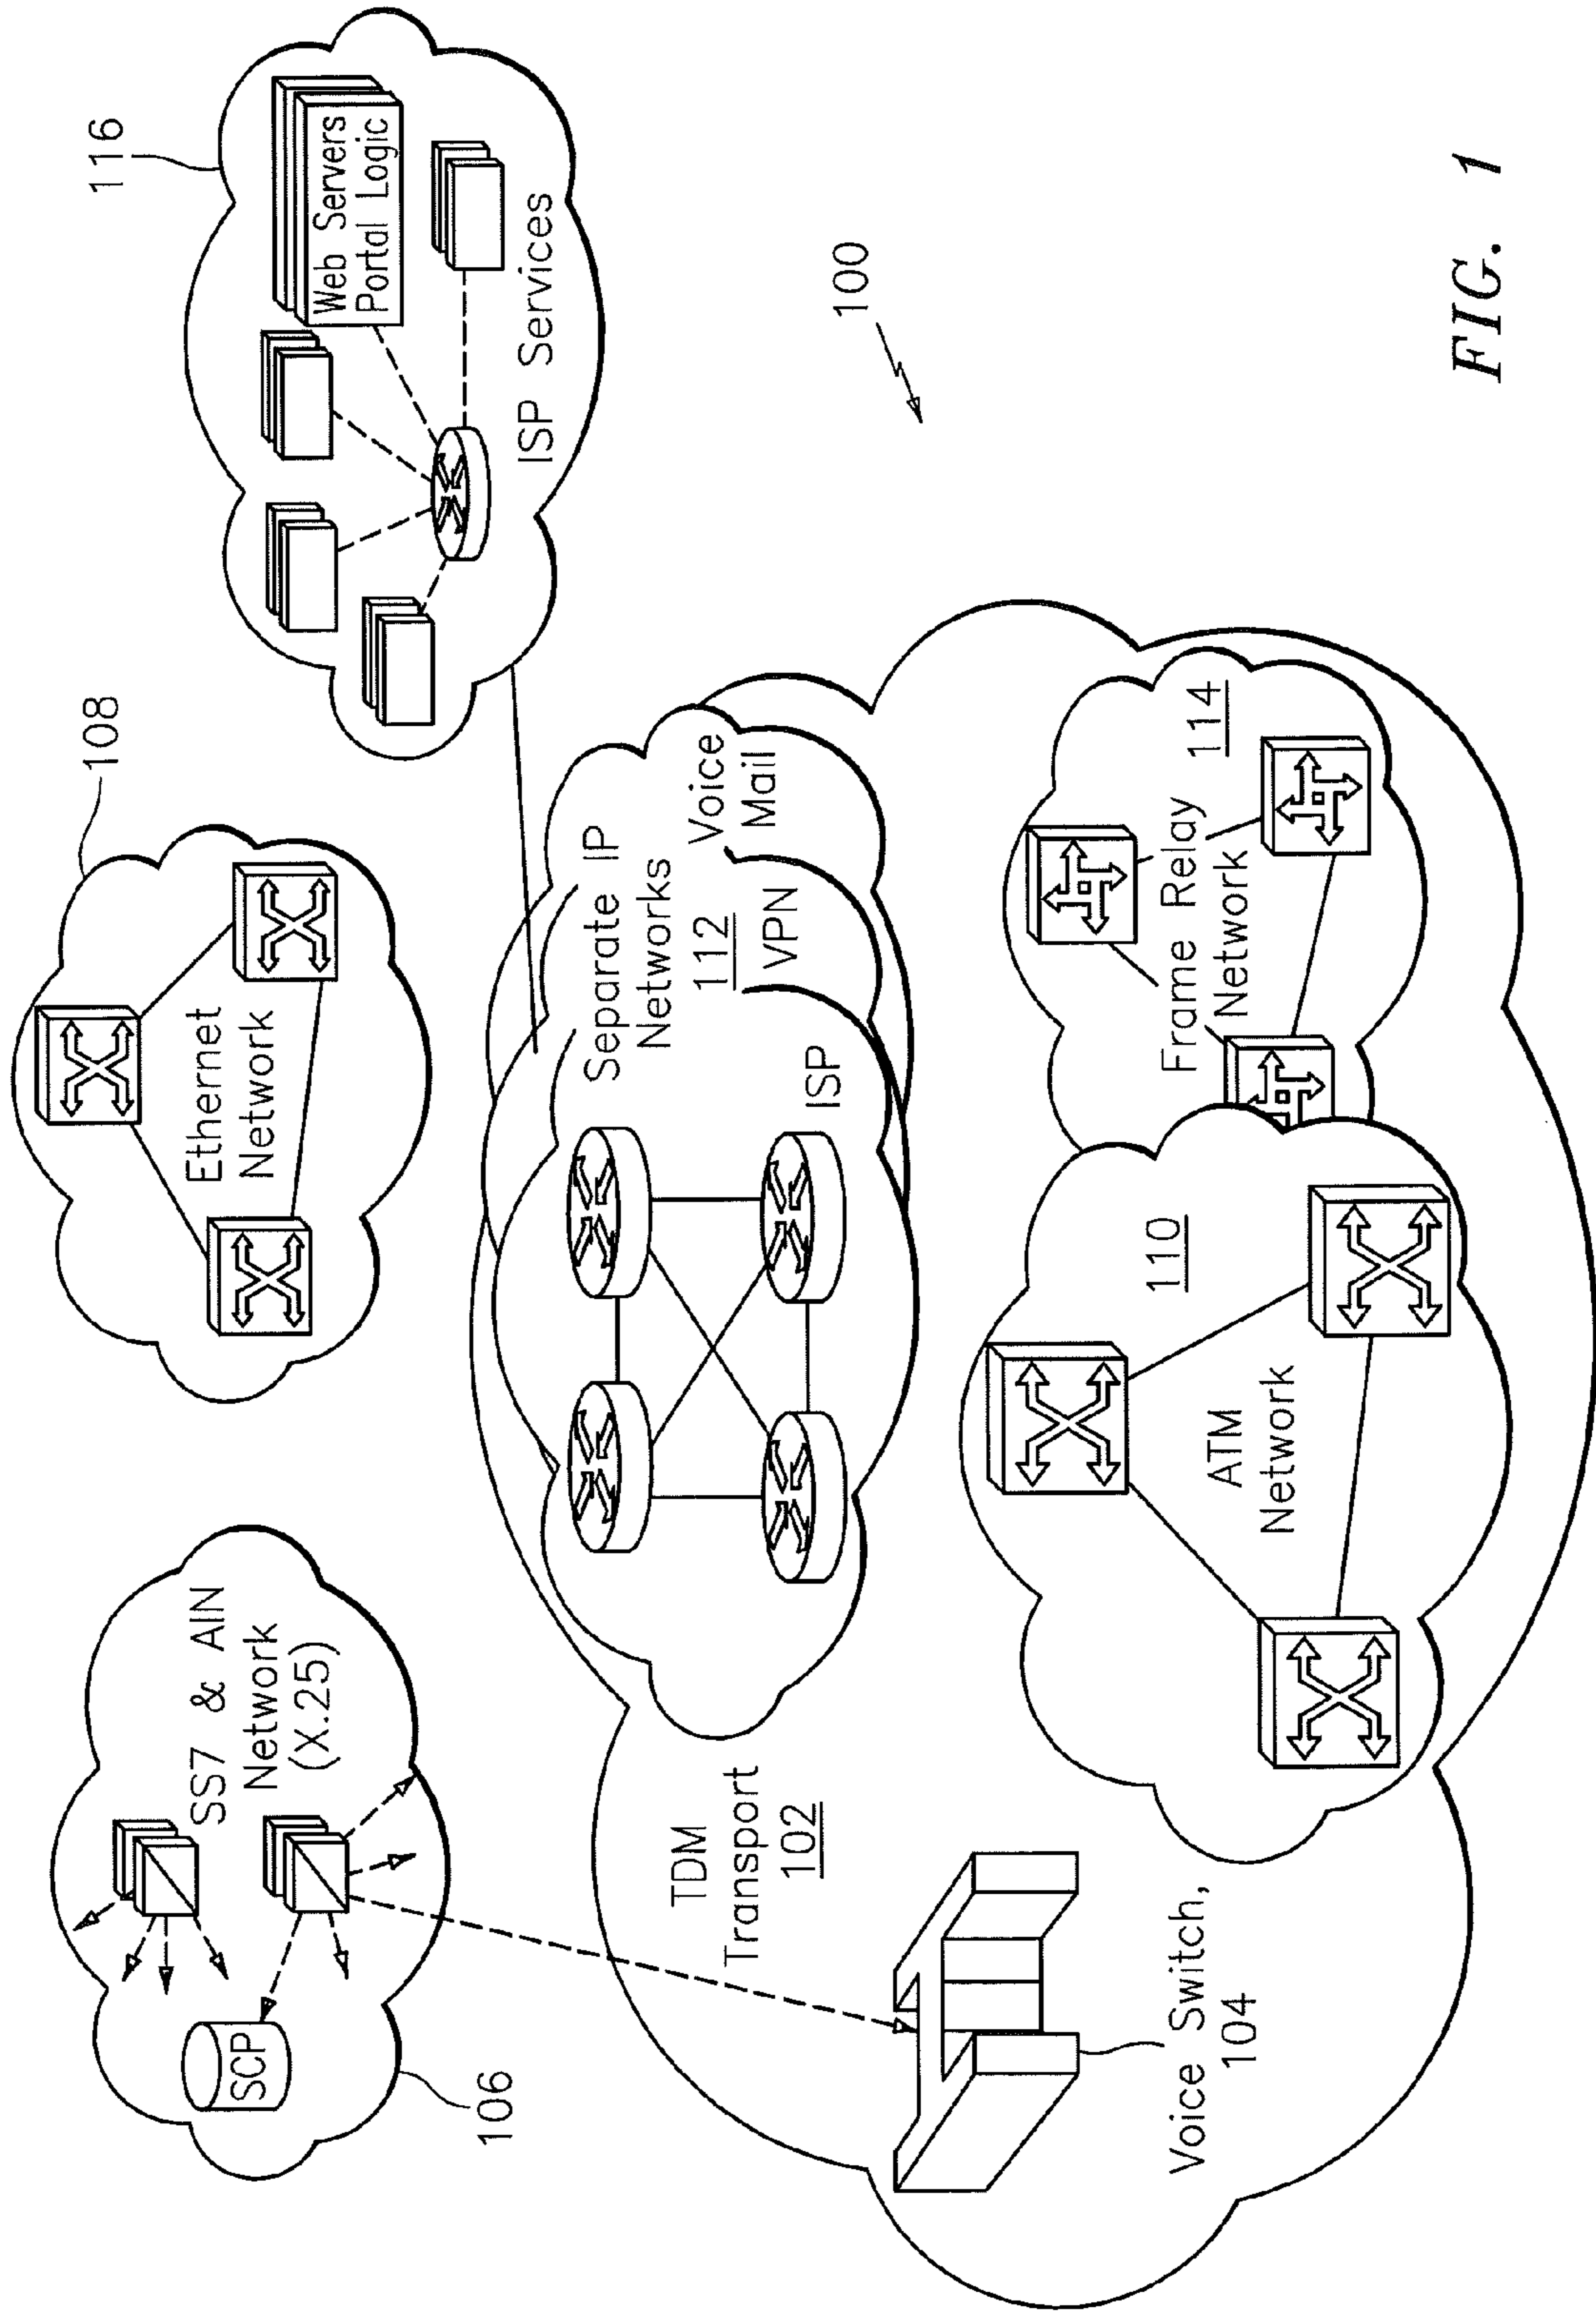 106
SCP
SS7 & AIN
Network
(X.25)
108
Ethernet
Network
116
Web Servers
Portal Logic
ISP Services
TDM
Transport
102
Separate IP
Networks
112
Voice
Mail
VPN
ISP
100
Voice Switch,
104
110
ATM
Network
114
Frame Relay
Network
FIG. 1